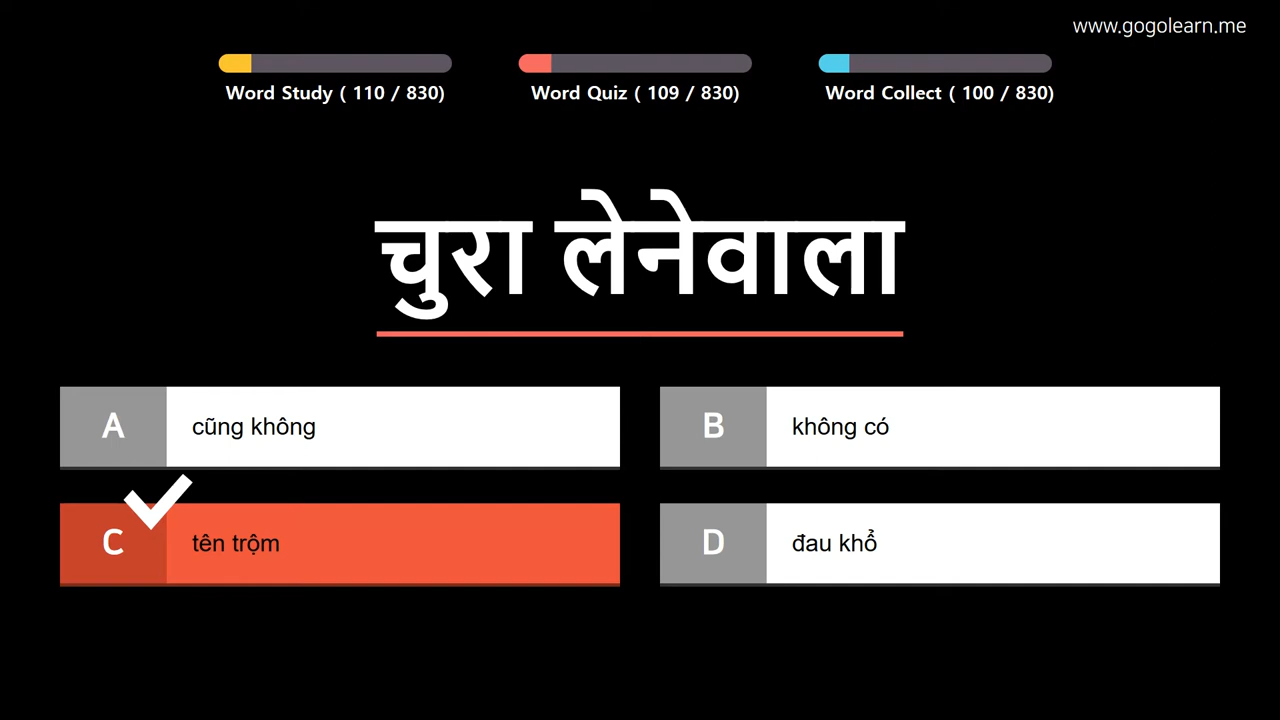 www.gogolearn.me
Word Study ( 110 / 830)
Word Quiz ( 109 / 830)
Word Collect ( 100 / 830)
चुरा लेनेवाला
A cũng không
B không có
C tên trộm
D đau khổ